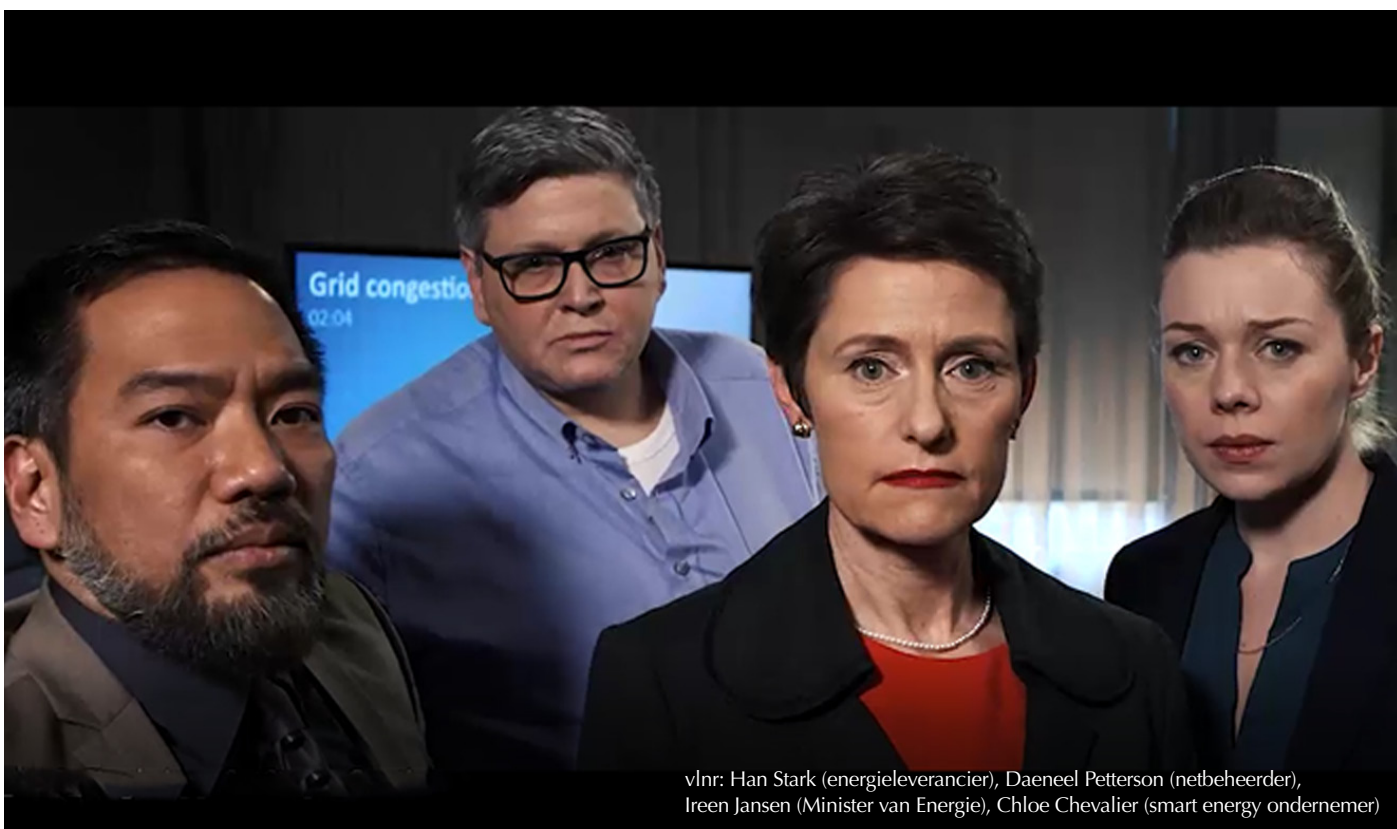 Grid congestio
02:04
vlnr: Han Stark (energieleverancier), Daeneel Petterson (netbeheerder),
Ireen Jansen (Minister van Energie), Chloe Chevalier (smart energy ondernemer)